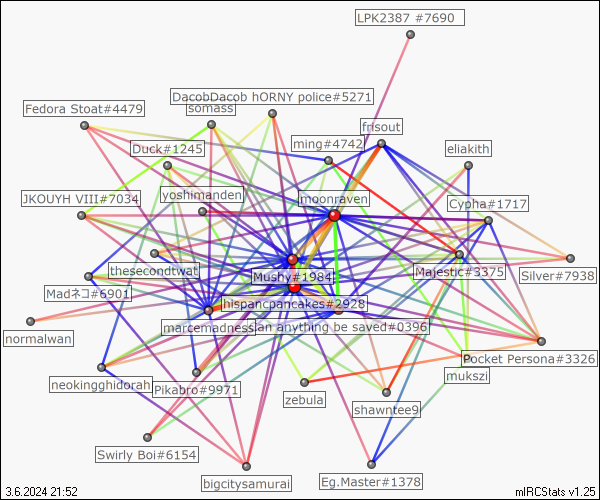 LPK2387 #7690
DacobDacob hORNY police#5271
Fedora Stoat#4479
somass
frisout
ming#4742
Duck#1245
eliakith
JKOUYH VIII#7034
yoshimanden
moonraven
Cypha#1717
thesecondtwat
Mushy#1984
Majestic#3375
Silver#7938
Madネコ#6901
hispancpancakes#2928
normalwan
marcemadness
an anything be saved#0396
Pocket Persona#3326
mukszi
neokingghidorah
Pikabro#9971
zebula
shawntee9
Swirly Boi#6154
bigcitysamurai
Eg.Master#1378
3.6.2024 21:52
mIRCStats v1.25